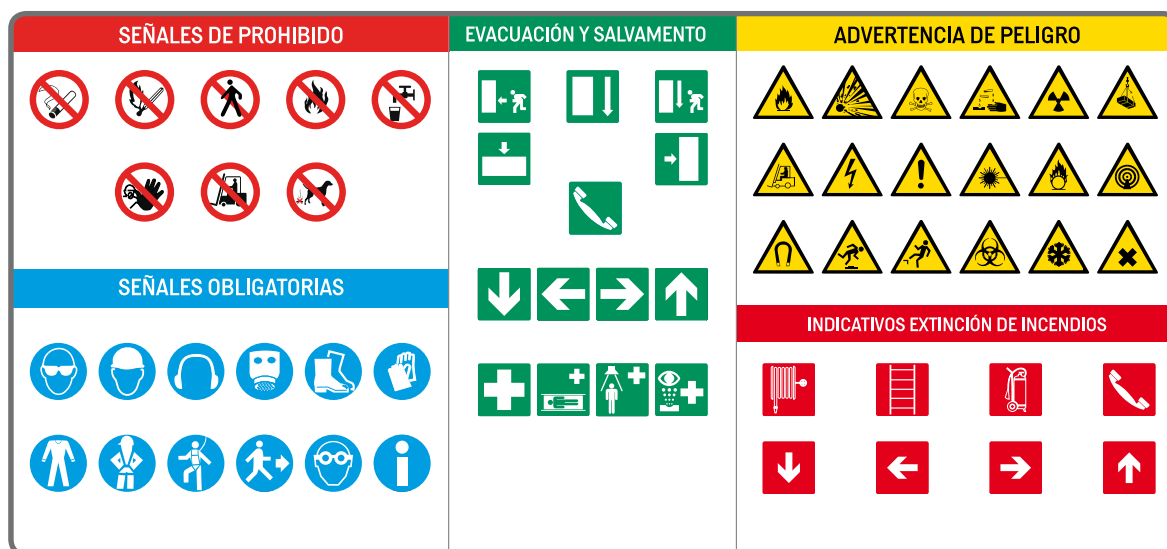 SEÑALES DE PROHIBIDO
EVACUACIÓN Y SALVAMENTO
ADVERTENCIA DE PELIGRO
SEÑALES OBLIGATORIAS
INDICATIVOS EXTINCIÓN DE INCENDIOS